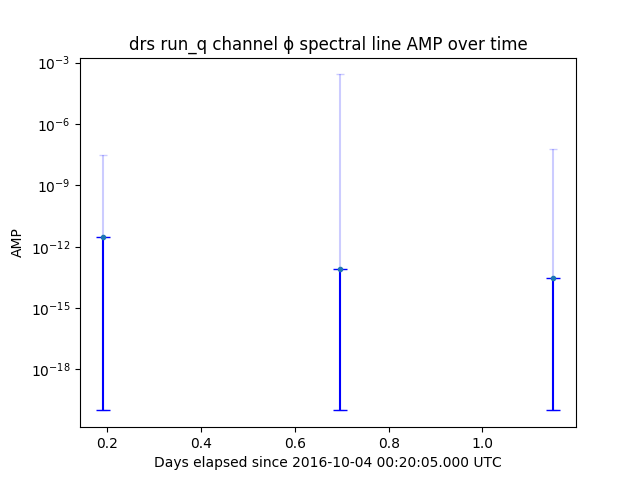 drs run_q channel ϕ spectral line AMP over time
10⁻³
10⁻⁶
10⁻⁹
10⁻¹²
10⁻¹⁵
10⁻¹⁸
AMP
0.2 0.4 0.6 0.8 1.0
Days elapsed since 2016-10-04 00:20:05.000 UTC